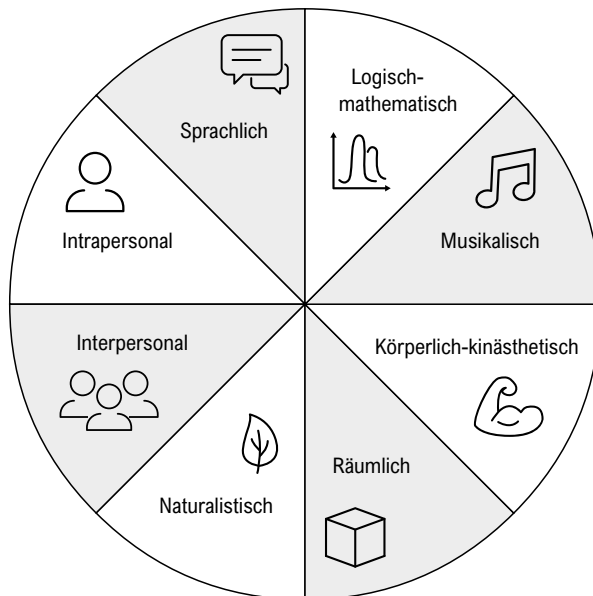 Sprachlich
Logisch-
mathematisch
Musikalisch
Körperlich-kinästhetisch
Räumlich
Naturalistisch
Interpersonal
Intrapersonal